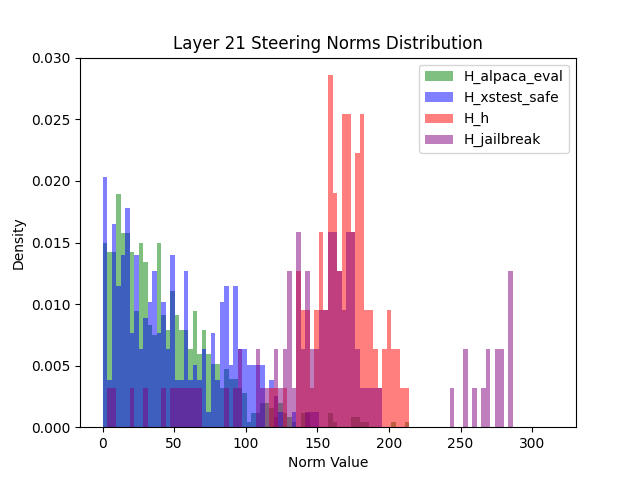 Layer 21 Steering Norms Distribution
H_alpaca_eval
H_xstest_safe
H_h
H_jailbreak
0.030
0.025
0.020
0.015
0.010
0.005
0.000
Density
0
50
100
150
200
250
300
Norm Value